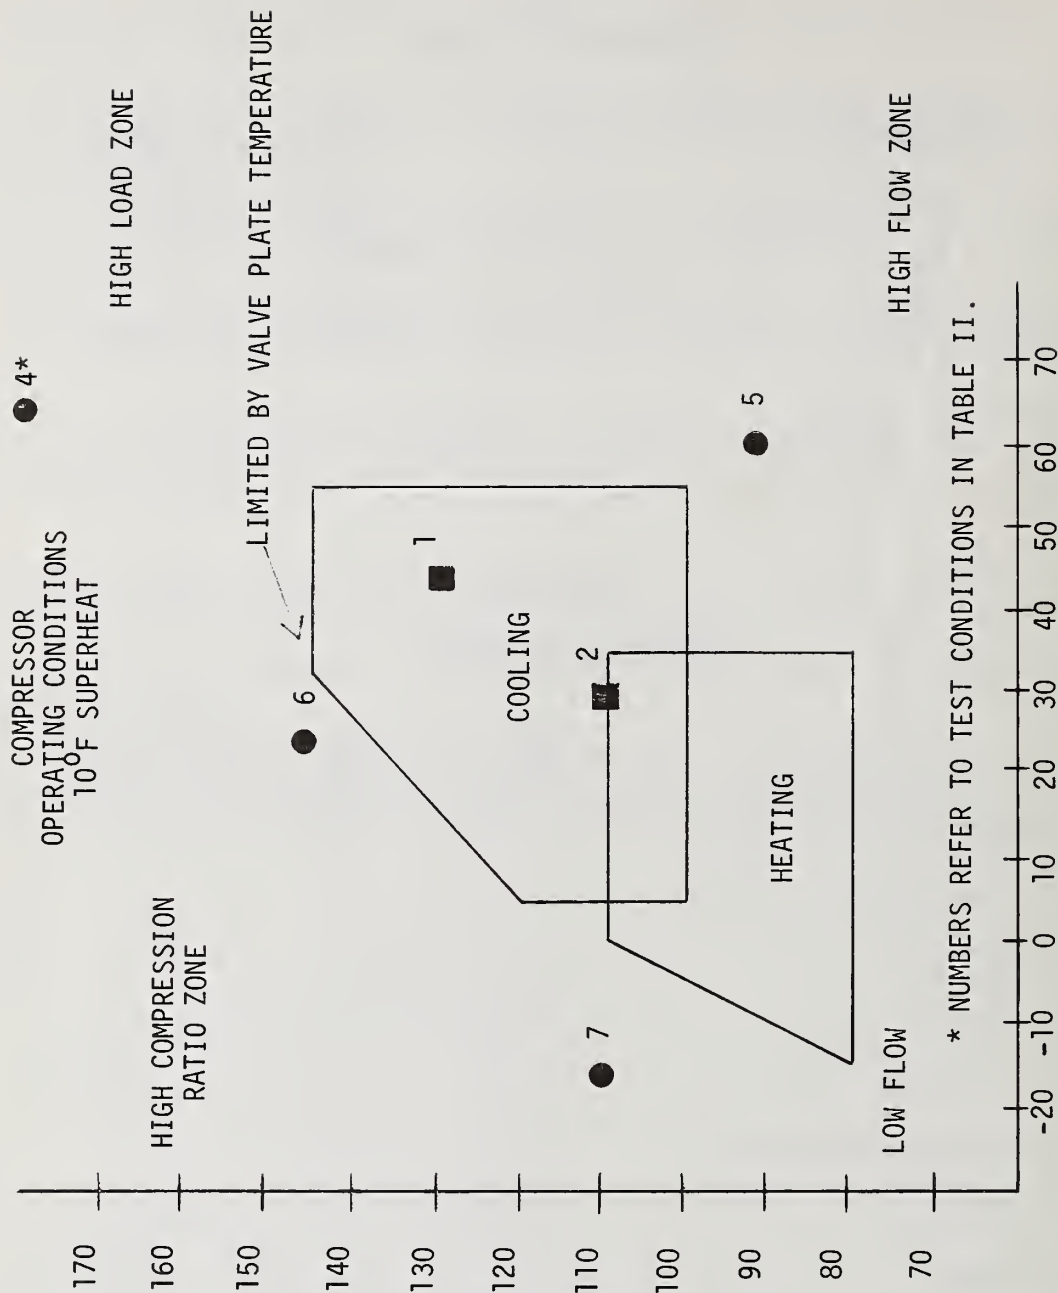 COMPRESSOR
OPERATING CONDITIONS
10°F SUPERHEAT
4*
HIGH LOAD ZONE
HIGH COMPRESSION
RATIO ZONE
LIMITED BY VALVE PLATE TEMPERATURE
6
1
COOLING
2
7
HEATING
5
LOW FLOW
HIGH FLOW ZONE
* NUMBERS REFER TO TEST CONDITIONS IN TABLE II.
170
160
150
140
130
120
110
100
90
80
70
-20
-10
0
10
20
30
40
50
60
70